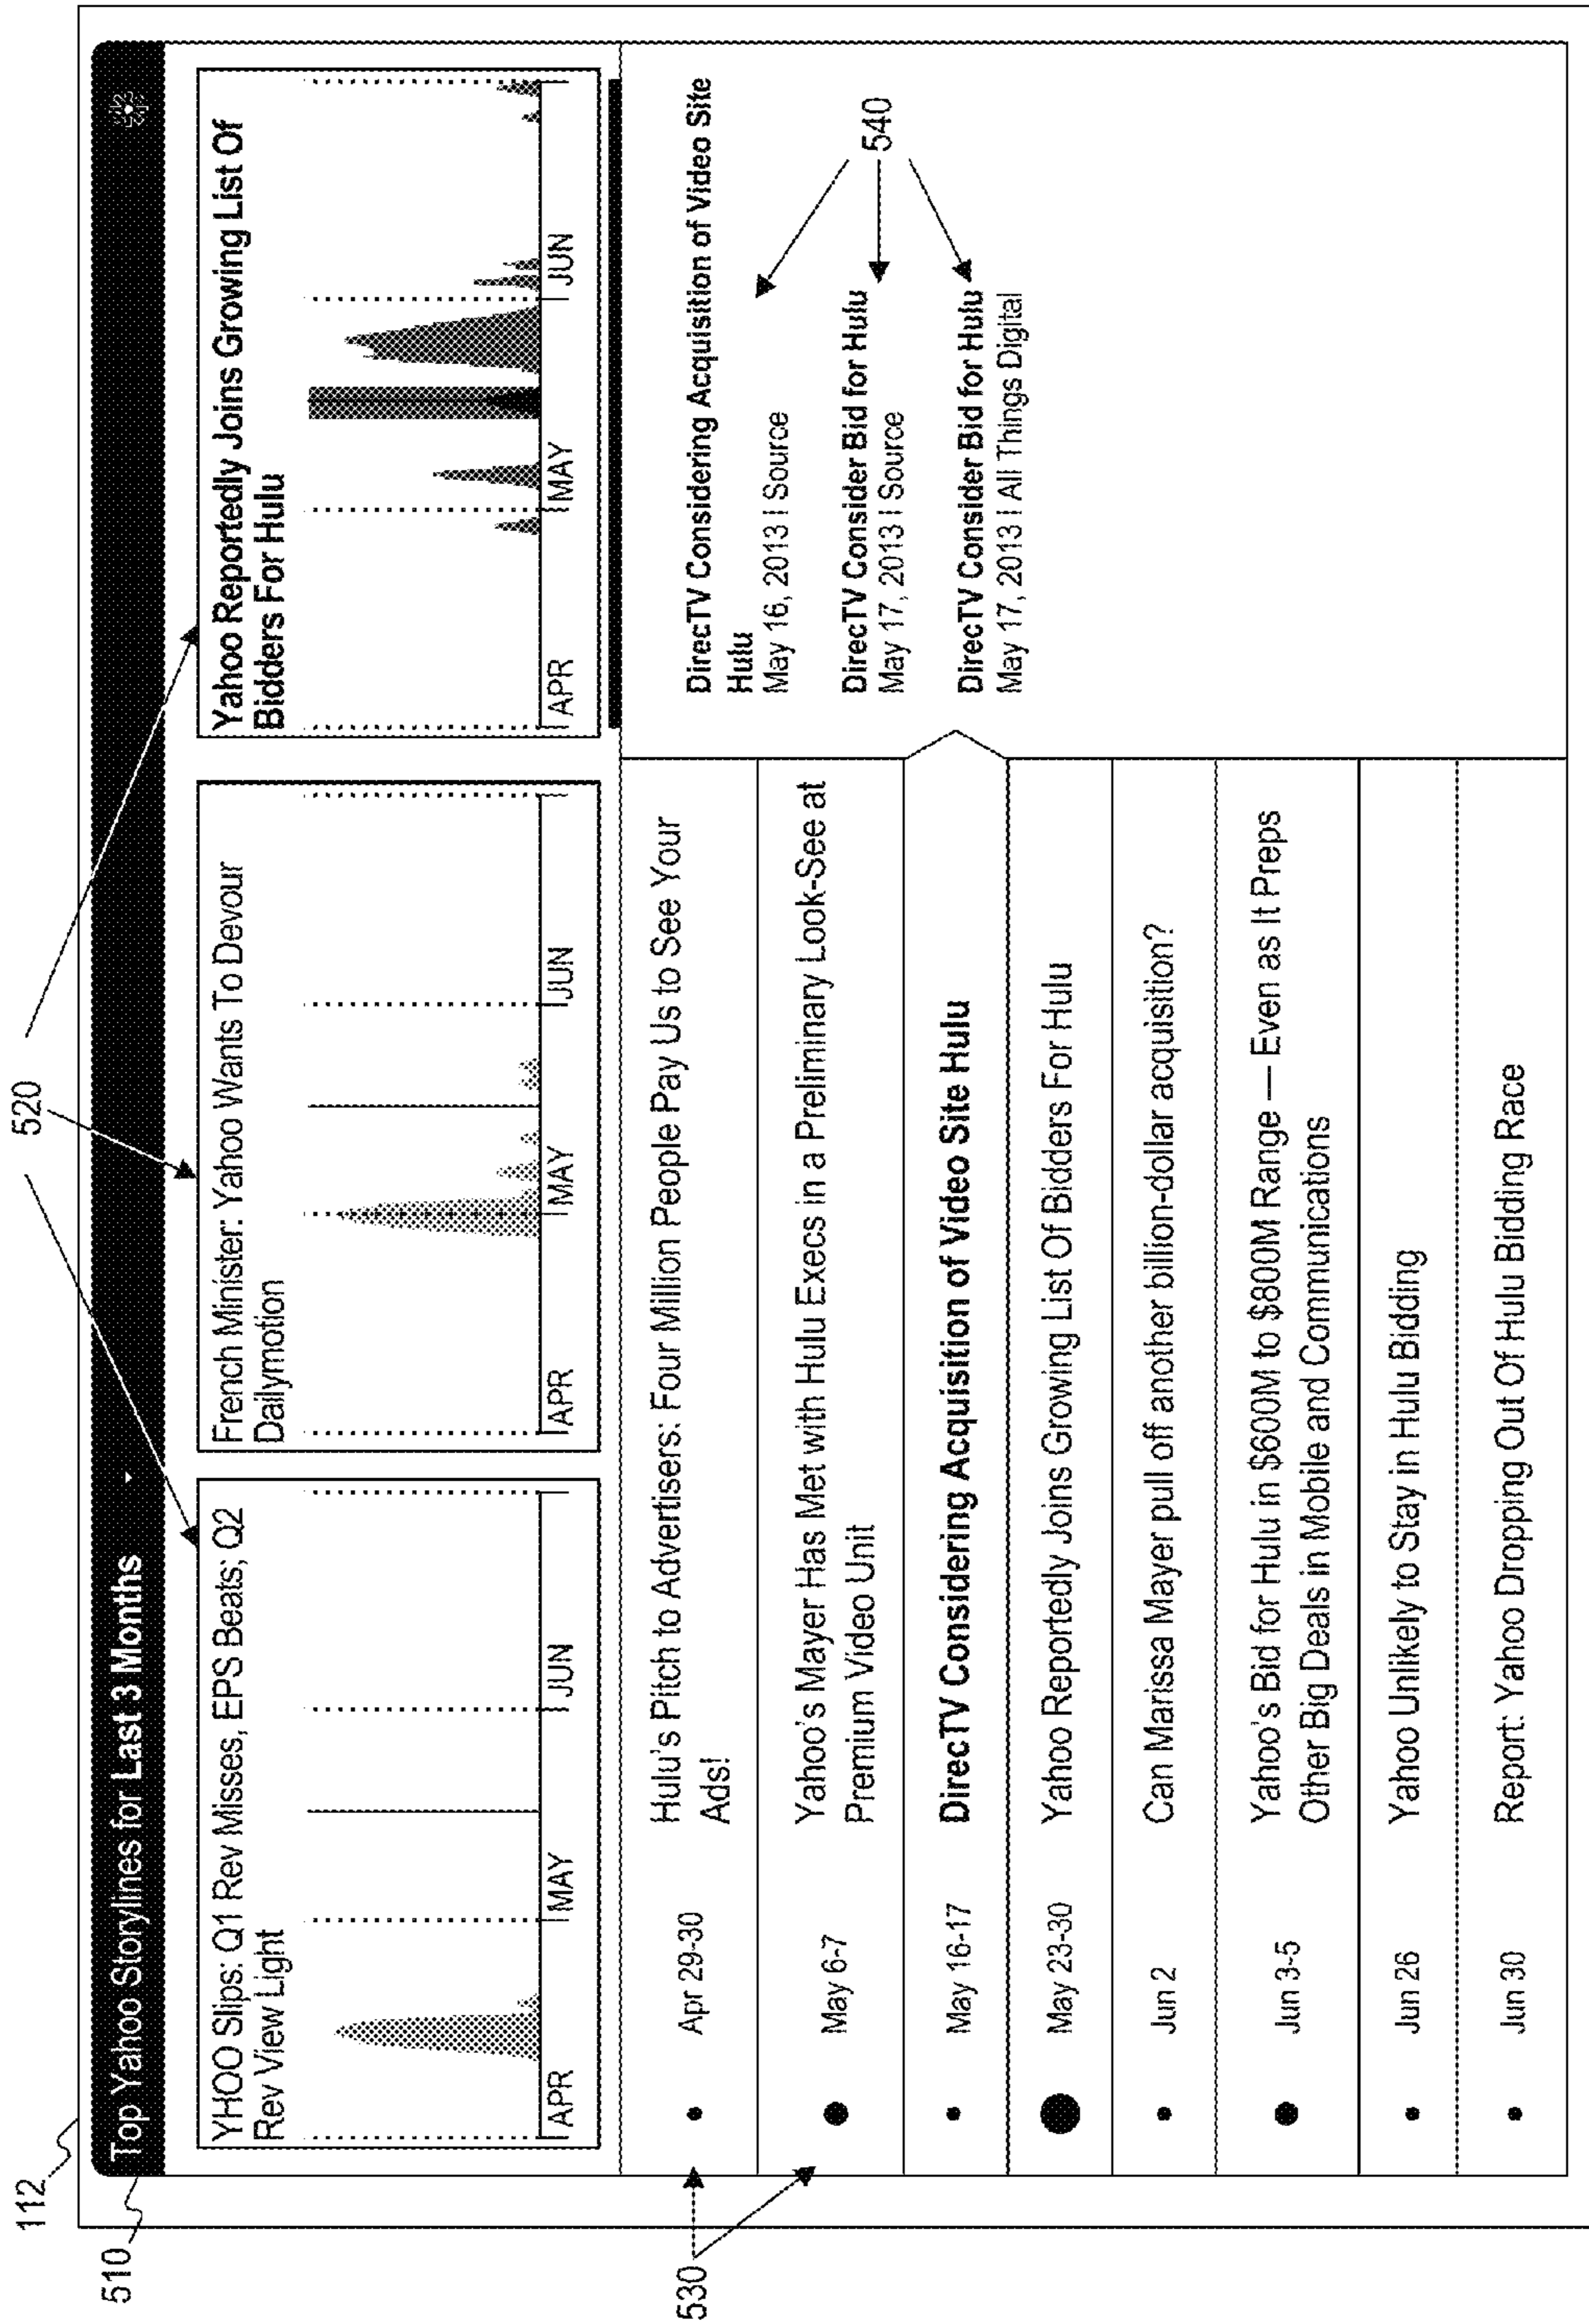 112
510
520
Top Yahoo Storylines for Last 3 Months
YHOO Slips: Q1 Rev Misses, EPS Beats; Q2
Rev View Light
APR MAY JUN
French Minister: Yahoo Wants To Devour
Dailymotion
APR MAY JUN
Yahoo Reportedly Joins Growing List Of
Bidders For Hulu
APR MAY JUN
530
Apr 29-30 Hulu's Pitch to Advertisers: Four Million People Pay Us to See Your
Ads!
May 6-7 Yahoo's Mayer Has Met with Hulu Execs in a Preliminary Look-See at
Premium Video Unit
May 16-17 DirecTV Considering Acquisition of Video Site Hulu
May 23-30 Yahoo Reportedly Joins Growing List Of Bidders For Hulu
Jun 2 Can Marissa Mayer pull off another billion-dollar acquisition?
Jun 3-5 Yahoo's Bid for Hulu in $600M to $800M Range — Even as It Preps
Other Big Deals in Mobile and Communications
Jun 26 Yahoo Unlikely to Stay in Hulu Bidding
Jun 30 Report: Yahoo Dropping Out Of Hulu Bidding Race
DirecTV Considering Acquisition of Video Site
Hulu
May 16, 2013 | Source
DirecTV Consider Bid for Hulu
May 17, 2013 | Source
DirecTV Consider Bid for Hulu
May 17, 2013 | All Things Digital
540